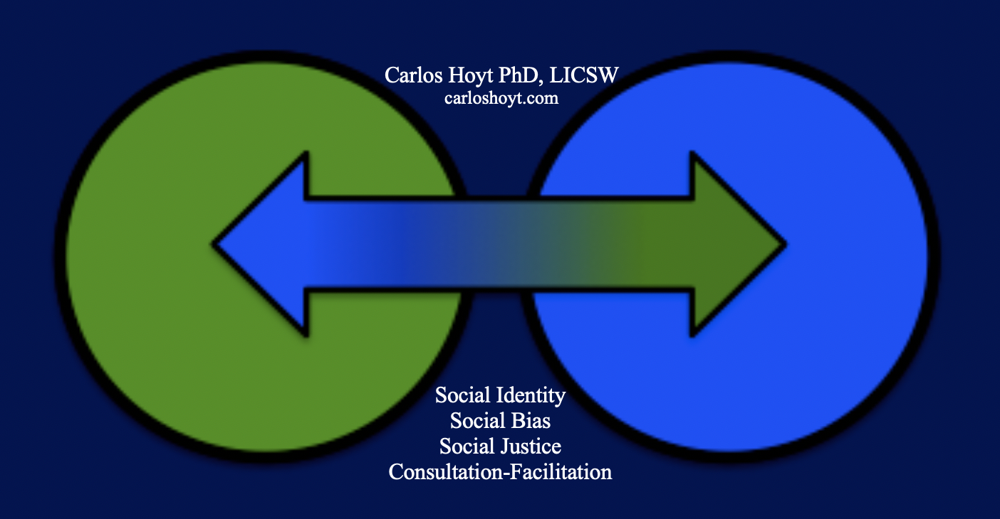 Carlos Hoyt PhD, LICSW
carloshoyt.com
Social Identity
Social Bias
Social Justice
Consultation-Facilitation